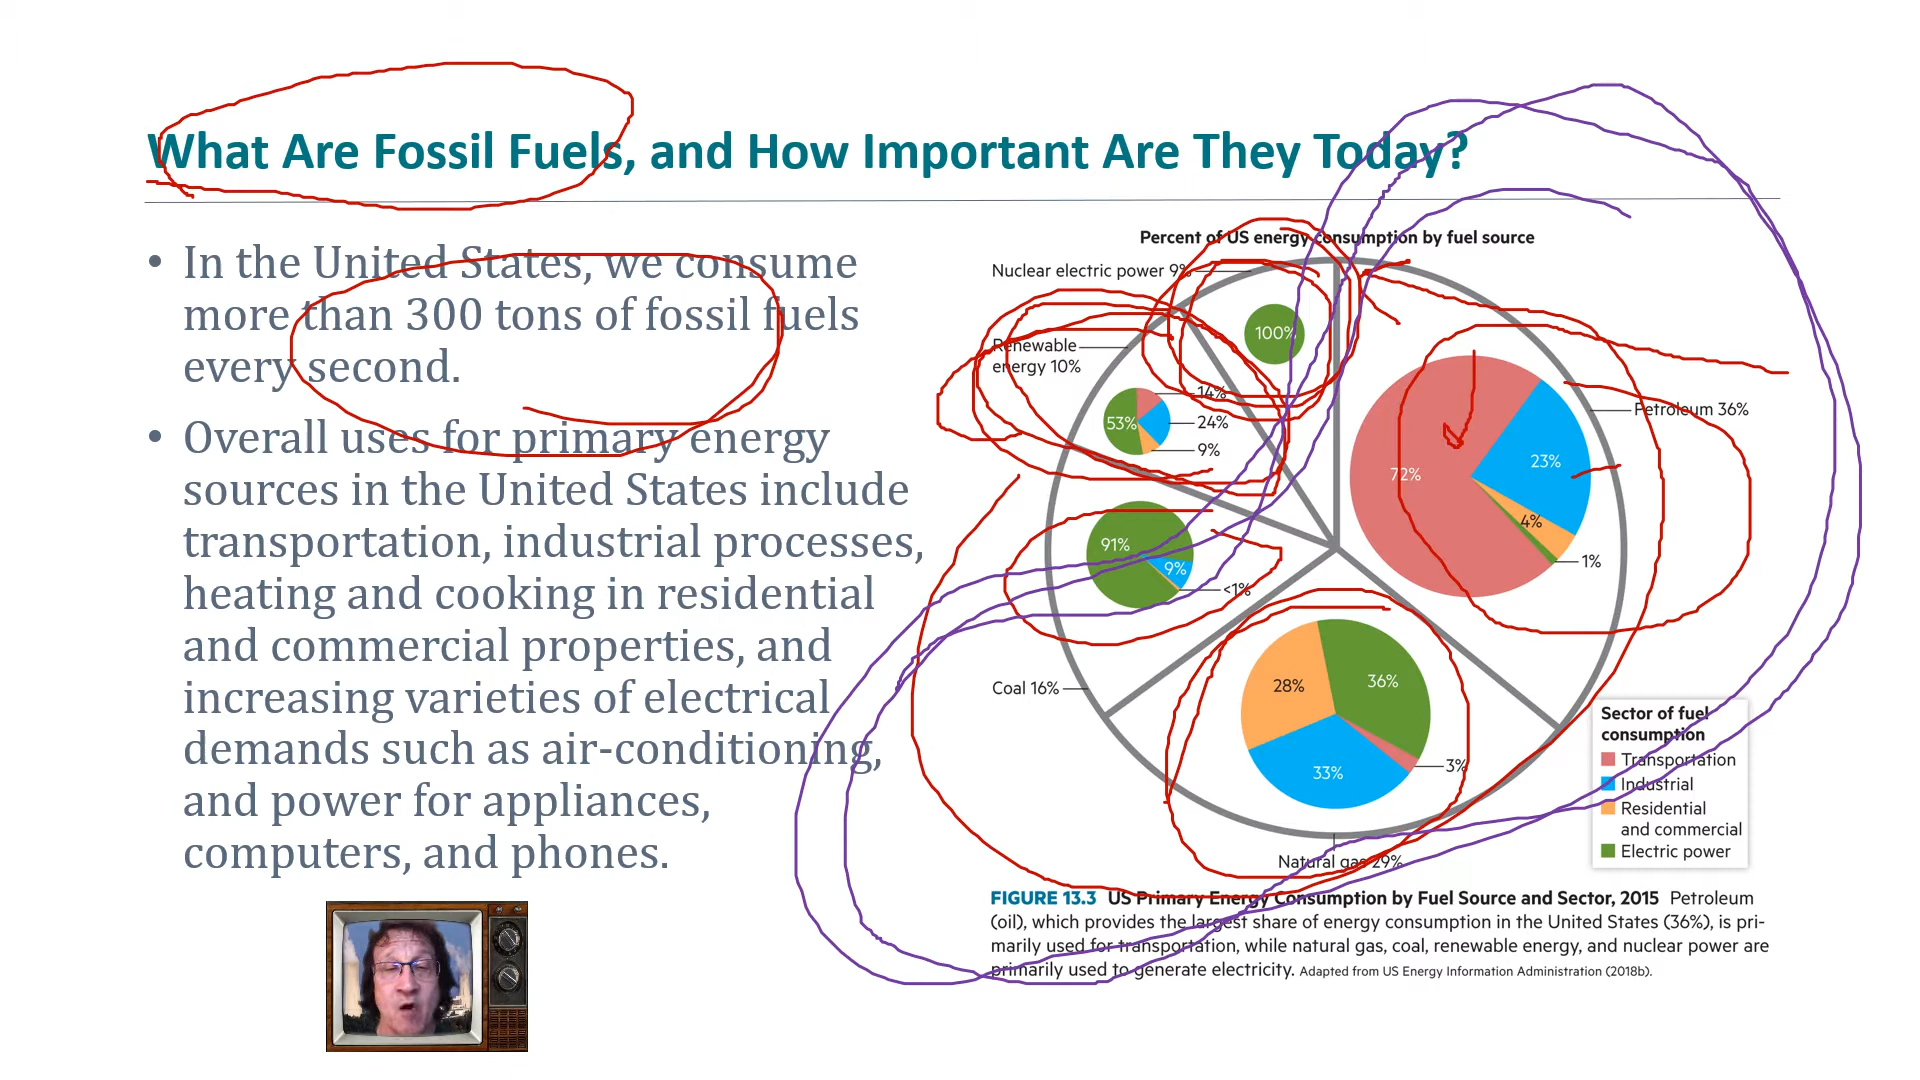 What Are Fossil Fuels, and How Important Are They Today?
• In the United States, we consume
more than 300 tons of fossil fuels
every second.
• Overall uses for primary energy
sources in the United States include
transportation, industrial processes,
heating and cooking in residential
and commercial properties, and
increasing varieties of electrical
demands such as air-conditioning,
and power for appliances,
computers, and phones.
Percent of US energy consumption by fuel source
Nuclear electric power 9%
100%
Renewable
energy 10%
14%
53%
24%
9%
Petroleum 36%
72%
23%
4%
1%
91%
9%
<1%
Coal 16%
28%
36%
33%
3%
Natural gas 29%
Sector of fuel
consumption
Transportation
Industrial
Residential
and commercial
Electric power
FIGURE 13.3 US Primary Energy Consumption by Fuel Source and Sector, 2015 Petroleum
(oil), which provides the largest share of energy consumption in the United States (36%), is pri-
marily used for transportation, while natural gas, coal, renewable energy, and nuclear power are
primarily used to generate electricity. Adapted from US Energy Information Administration (2018b).